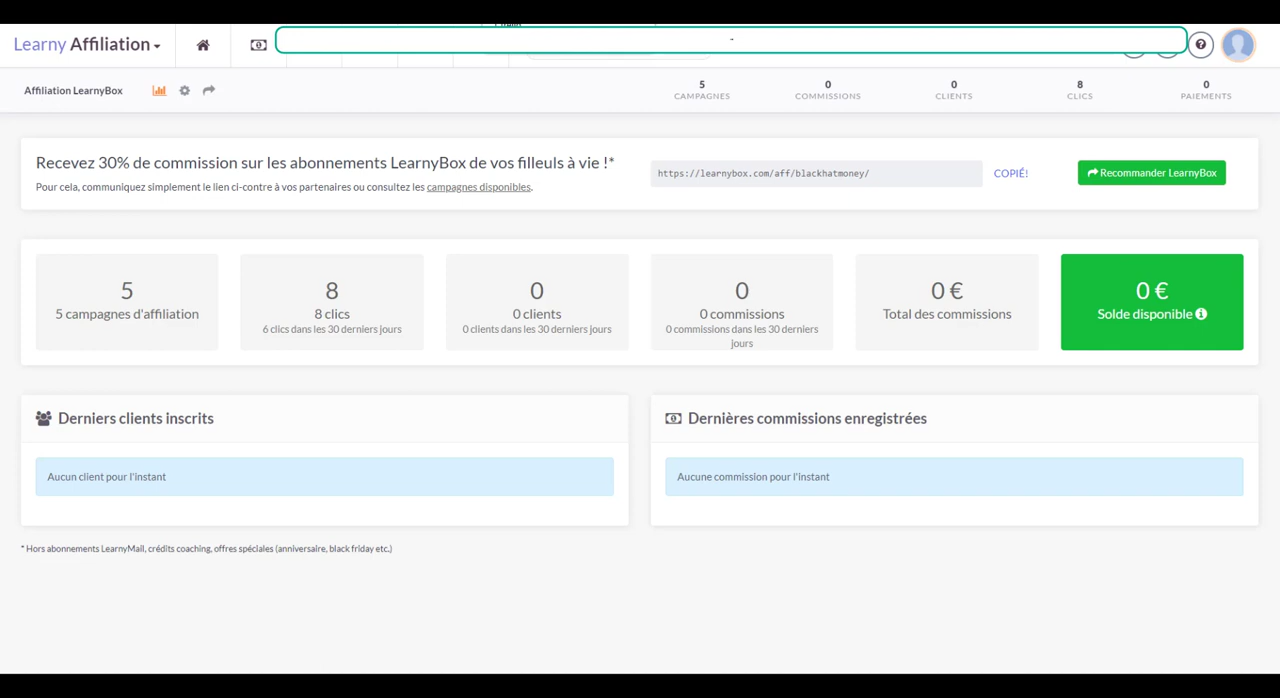 Learny Affiliation
Affiliation LearnyBox
5 0 0 8 0
CAMPAGNES COMMISSIONS CLIENTS CLICS PAIEMENTS
Recevez 30% de commission sur les abonnements LearnyBox de vos filleuls à vie !*
Pour cela, communiquez simplement le lien ci-contre à vos partenaires ou consultez les campagnes disponibles.
https://learnybox.com/aff/blackhatmoney/
COPIÉ!
Recommander LearnyBox
5
5 campagnes d'affiliation
8
8 clics
6 clics dans les 30 derniers jours
0
0 clients
0 clients dans les 30 derniers jours
0
0 commissions
0 commissions dans les 30 derniers
jours
0 €
Total des commissions
0 €
Solde disponible
Derniers clients inscrits
Aucun client pour l'instant
Dernières commissions enregistrées
Aucune commission pour l'instant
* Hors abonnements LearnyMail, crédits coaching, offres spéciales (anniversaire, black friday etc.)